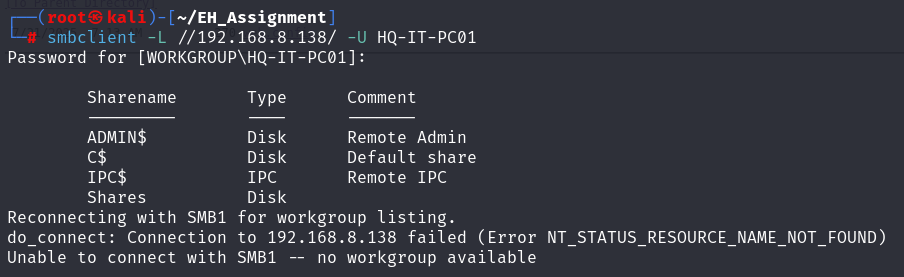 ┌──(root㉿kali)-[~/EH_Assignment]
└─# smbclient -L //192.168.8.138/ -U HQ-IT-PC01
Password for [WORKGROUP\HQ-IT-PC01]:
Sharename Type Comment
--------- ---- -------
ADMIN$ Disk Remote Admin
C$ Disk Default share
IPC$ IPC Remote IPC
Shares Disk
Reconnecting with SMB1 for workgroup listing.
do_connect: Connection to 192.168.8.138 failed (Error NT_STATUS_RESOURCE_NAME_NOT_FOUND)
Unable to connect with SMB1 -- no workgroup available